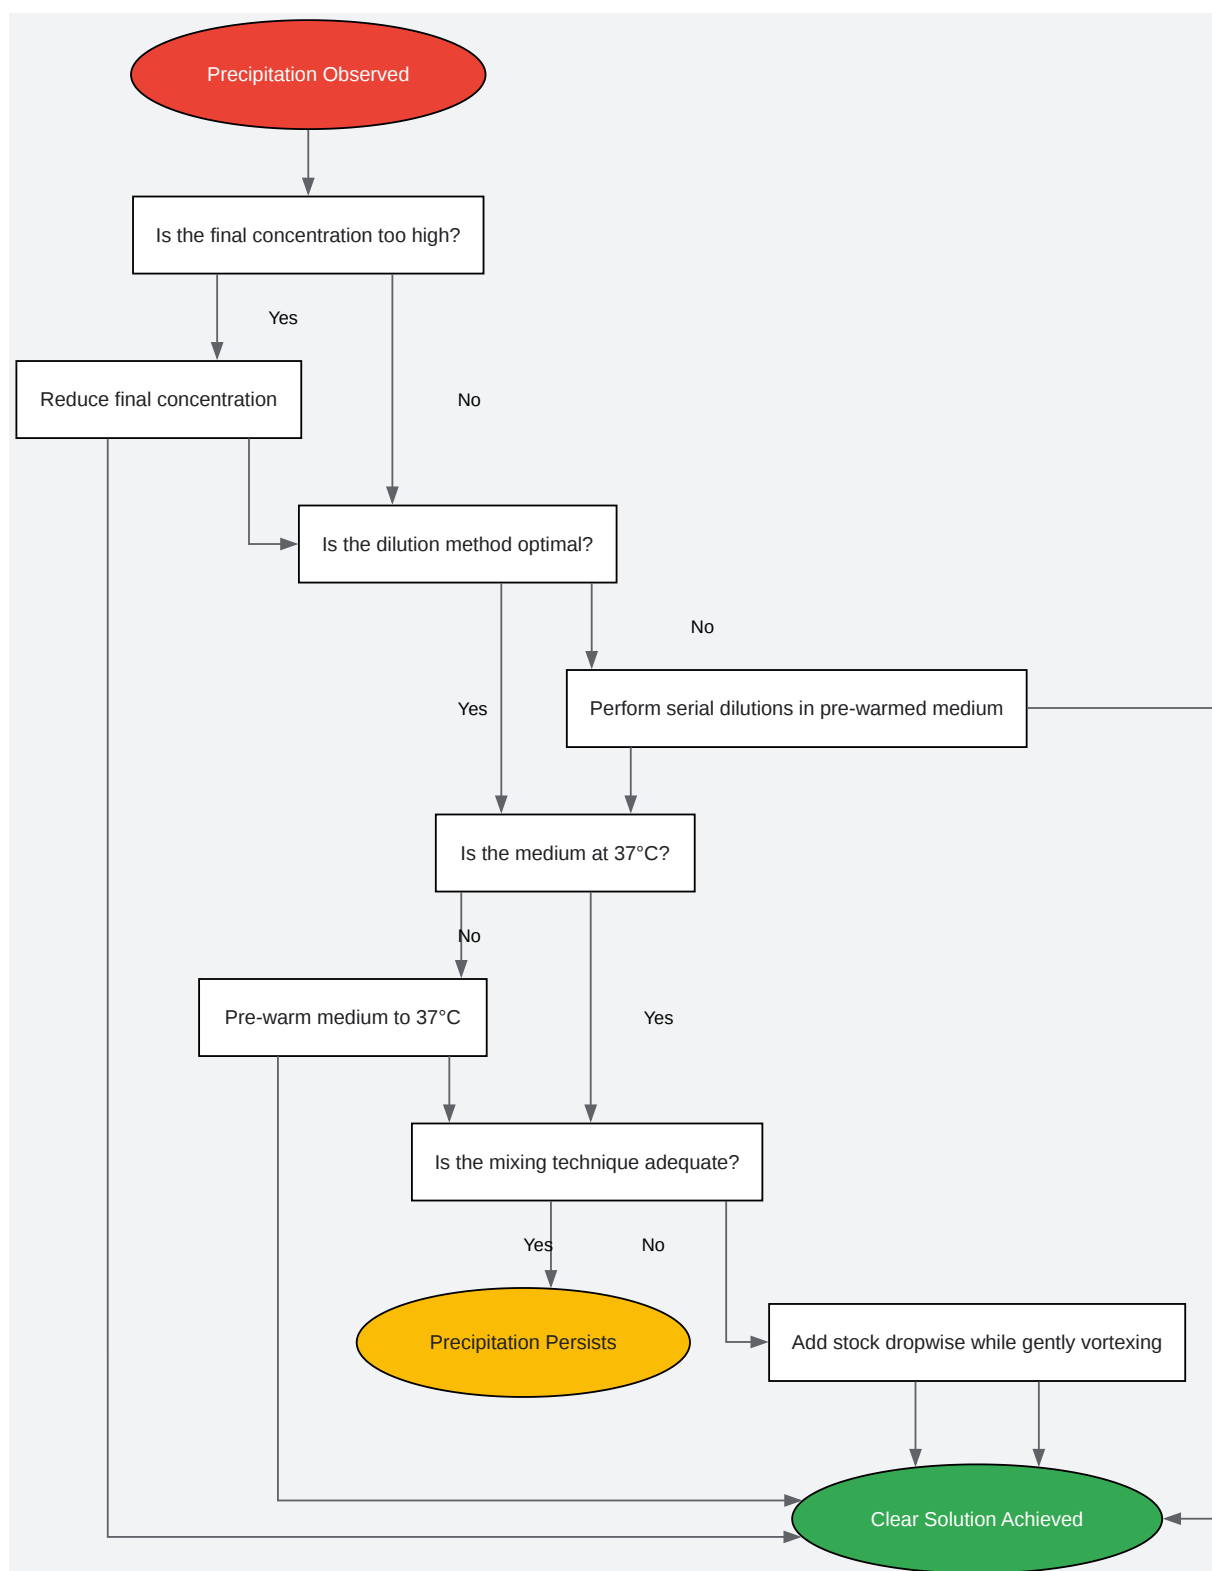 Precipitation Observed
Is the final concentration too high?
Yes
Reduce final concentration
No
Is the dilution method optimal?
No
Yes
Perform serial dilutions in pre-warmed medium
Is the medium at 37°C?
No
Pre-warm medium to 37°C
Yes
Is the mixing technique adequate?
Yes
No
Precipitation Persists
Add stock dropwise while gently vortexing
Clear Solution Achieved